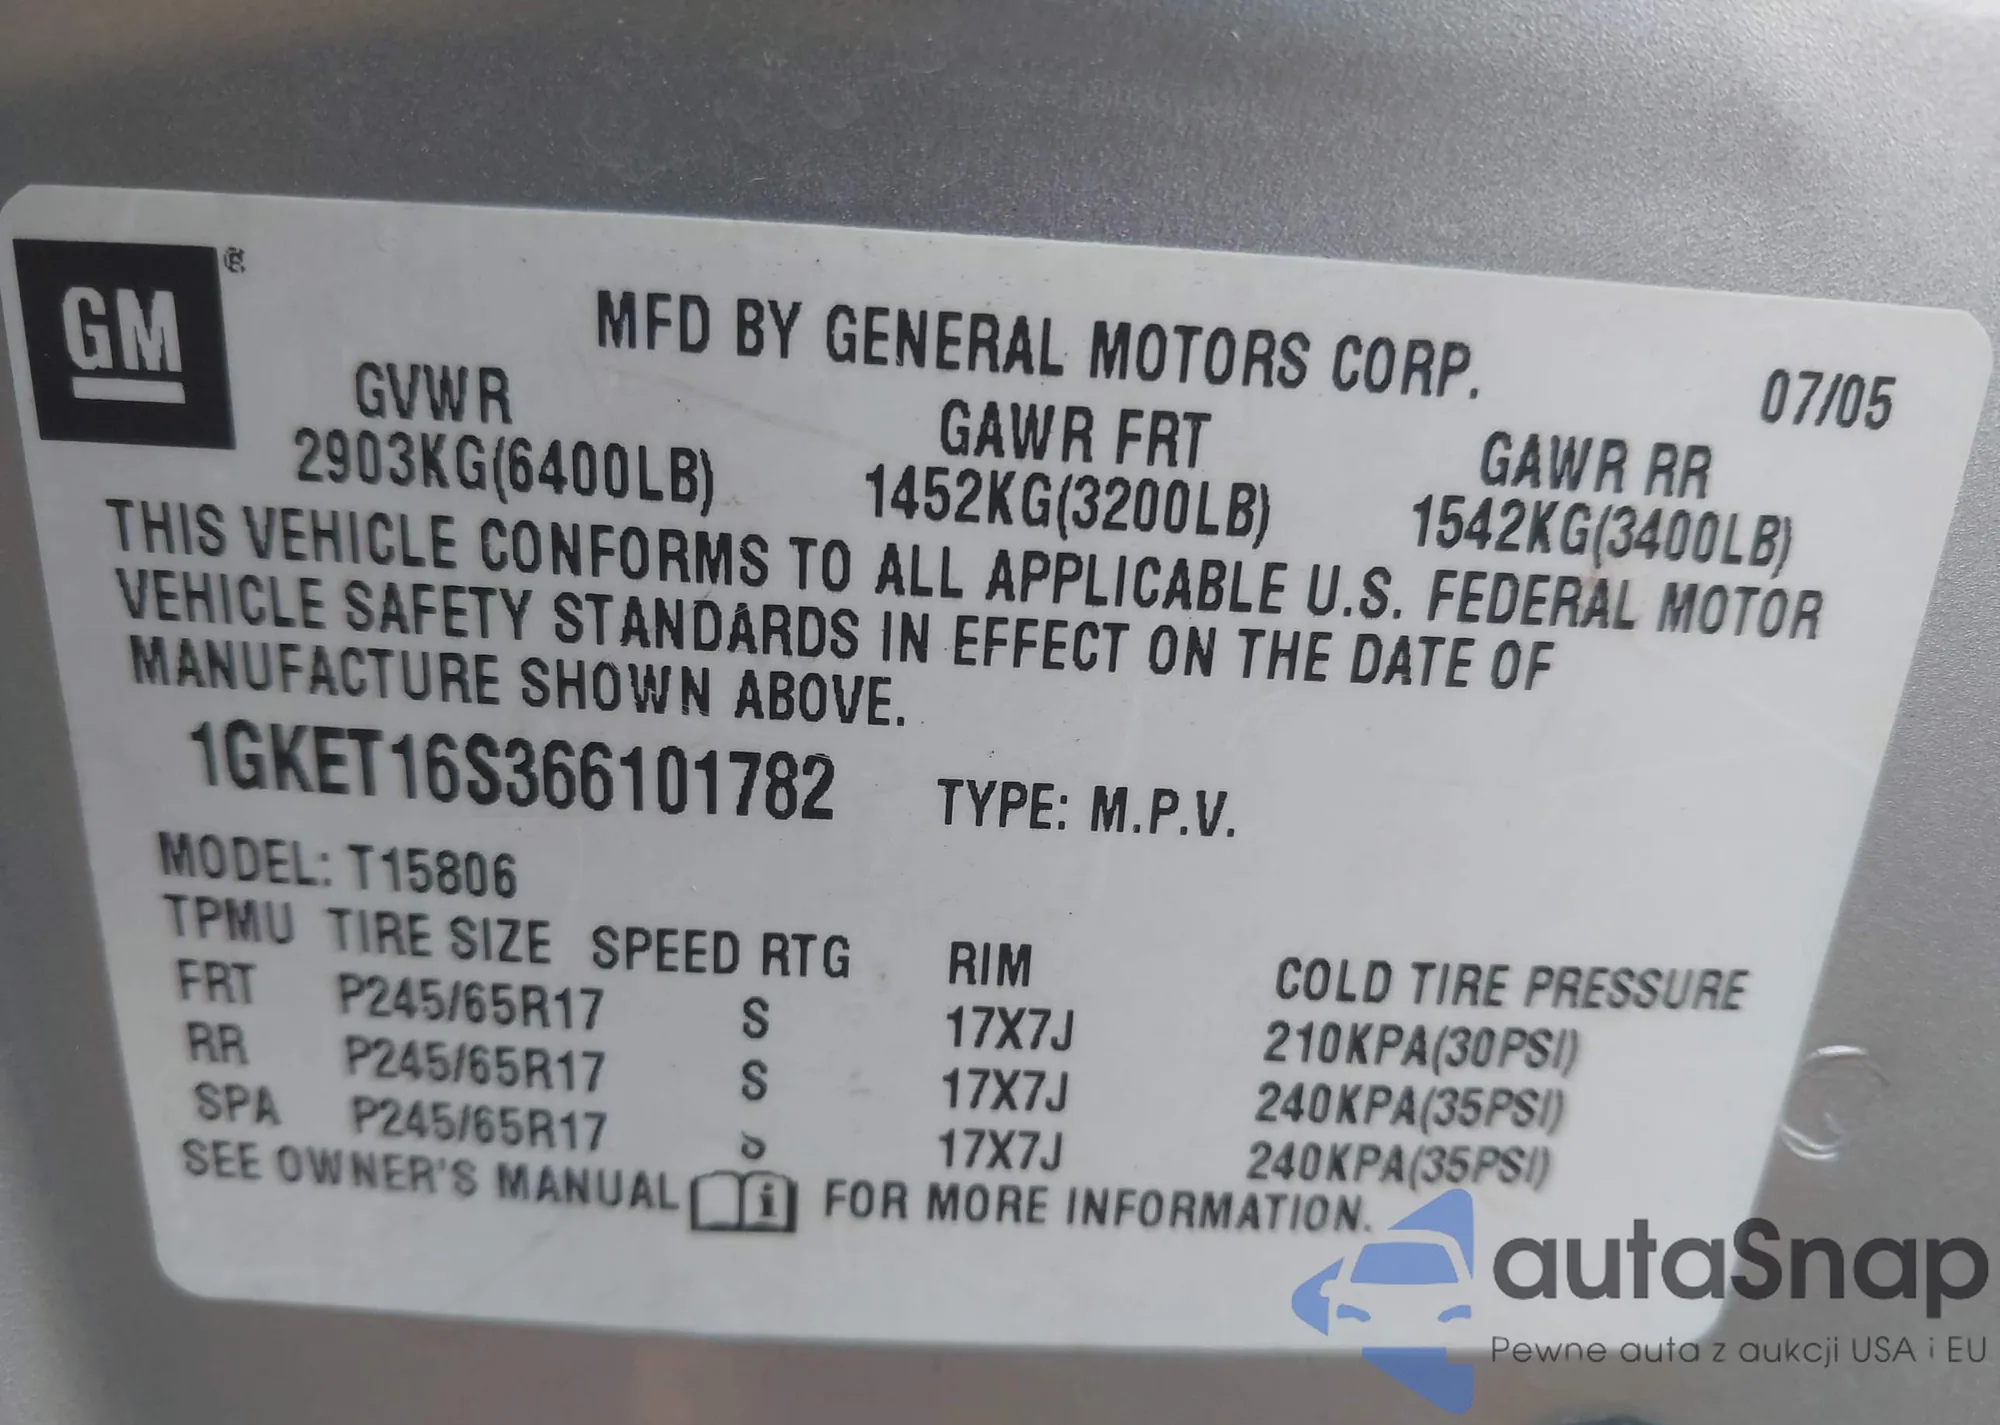 GM ®
MFD BY GENERAL MOTORS CORP. 07/05
GVWR GAWR FRT GAWR RR
2903KG(6400LB) 1452KG(3200LB) 1542KG(3400LB)
THIS VEHICLE CONFORMS TO ALL APPLICABLE U.S. FEDERAL MOTOR
VEHICLE SAFETY STANDARDS IN EFFECT ON THE DATE OF
MANUFACTURE SHOWN ABOVE.
1GKET16S366101782 TYPE: M.P.V.
MODEL: T15806
TPMU TIRE SIZE SPEED RTG RIM COLD TIRE PRESSURE
FRT P245/65R17 S 17X7J 210KPA(30PSI)
RR P245/65R17 S 17X7J 240KPA(35PSI)
SPA P245/65R17 17X7J 240KPA(35PSI)
SEE OWNER'S MANUAL i FOR MORE INFORMATION.
autaSnap
Pewne auta z aukcji USA i EU